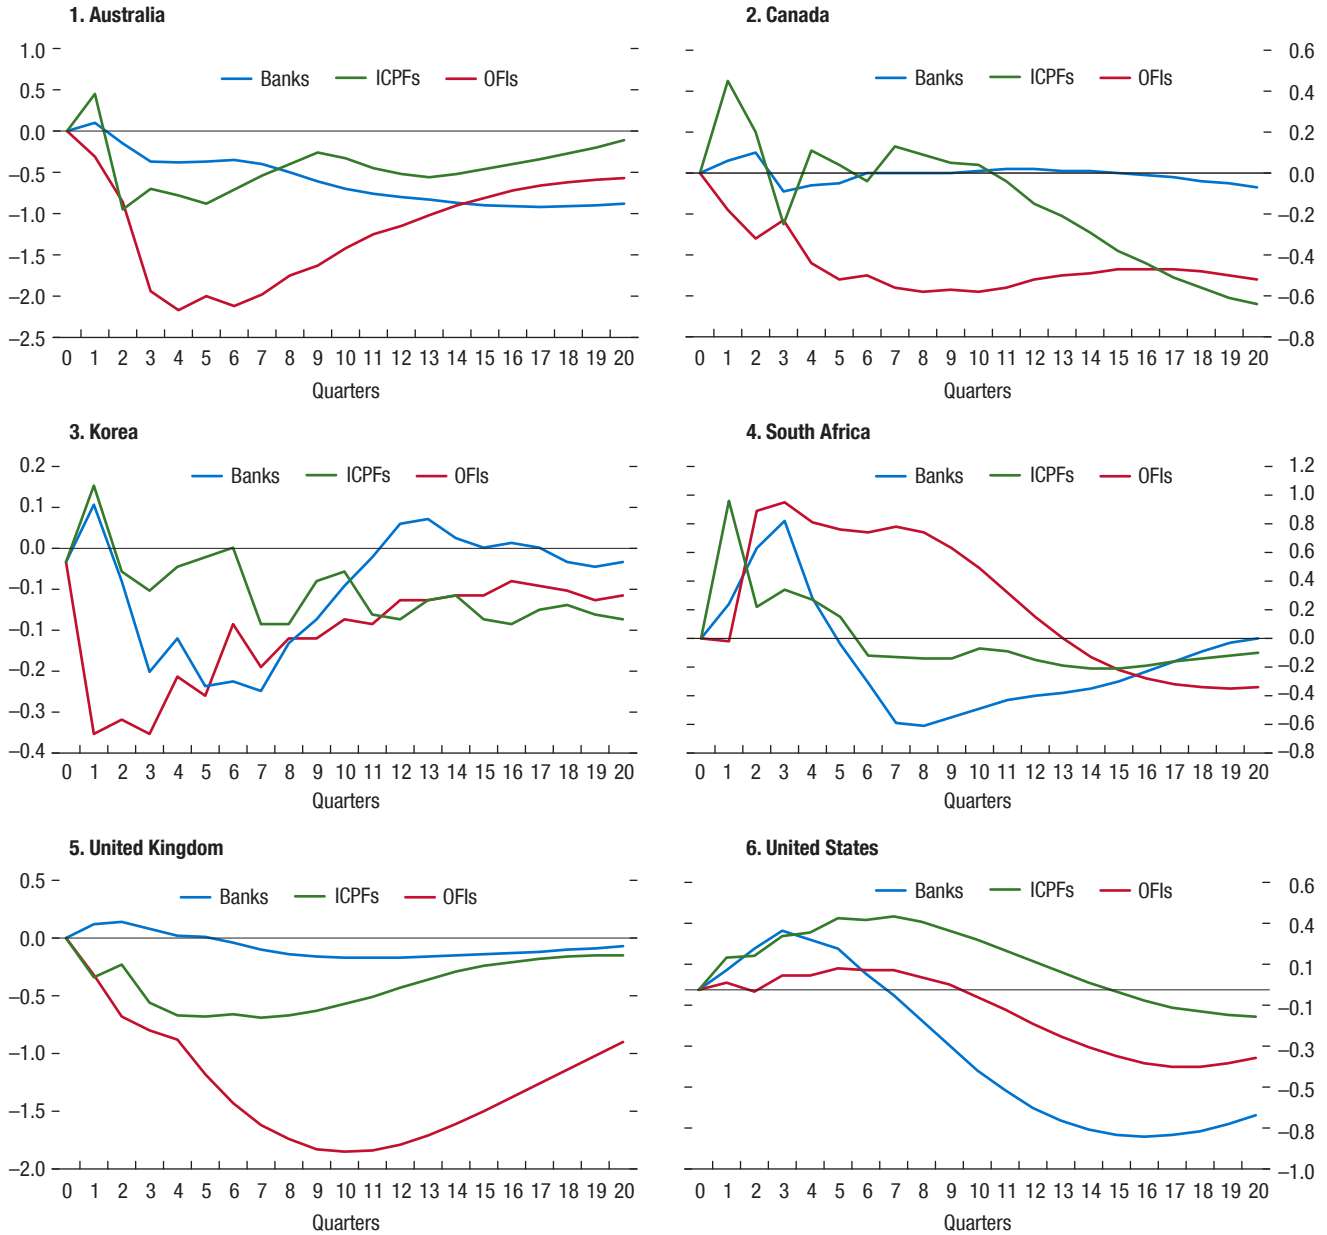 1. Australia
1.0
0.5
0.0
–0.5
–1.0
–1.5
–2.0
–2.5
Banks ICPFs OFIs
0 1 2 3 4 5 6 7 8 9 10 11 12 13 14 15 16 17 18 19 20
Quarters
2. Canada
Banks ICPFs OFIs
0.6
0.4
0.2
0.0
–0.2
–0.4
–0.6
–0.8
0 1 2 3 4 5 6 7 8 9 10 11 12 13 14 15 16 17 18 19 20
Quarters
3. Korea
0.2
0.1
0.0
–0.1
–0.1
–0.2
–0.3
–0.4
Banks ICPFs OFIs
0 1 2 3 4 5 6 7 8 9 10 11 12 13 14 15 16 17 18 19 20
Quarters
4. South Africa
Banks ICPFs OFIs
1.2
1.0
0.8
0.6
0.4
0.2
0.0
–0.2
–0.4
–0.6
–0.8
0 1 2 3 4 5 6 7 8 9 10 11 12 13 14 15 16 17 18 19 20
Quarters
5. United Kingdom
0.5
0.0
–0.5
–1.0
–1.5
–2.0
Banks ICPFs OFIs
0 1 2 3 4 5 6 7 8 9 10 11 12 13 14 15 16 17 18 19 20
Quarters
6. United States
Banks ICPFs OFIs
0.6
0.4
0.1
–0.1
–0.3
–0.5
–0.8
–1.0
0 1 2 3 4 5 6 7 8 9 10 11 12 13 14 15 16 17 18 19 20
Quarters